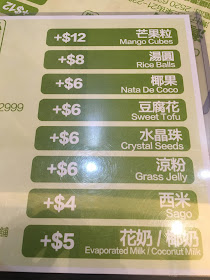 +$12
+$12 芒果粒
Mango Cubes
+$8 湯圓
Rice Balls
+$6 椰果
Nata De Coco
2999
+$6 豆腐花
Sweet Tofu
+$6 水晶珠
Crystal Seeds
+$6 涼粉
Grass Jelly
+$4 西米
Sago
+$5 花奶 / 椰奶
Evaporated Milk / Coconut Milk